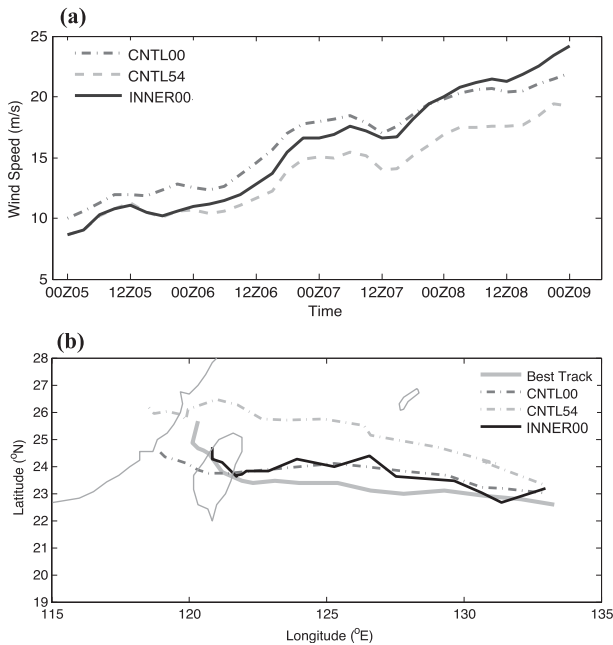 (a)
25
20
15
10
5
Wind Speed (m/s)
CNTL00
CNTL54
INNER00
00Z05 12Z05 00Z06 12Z06 00Z07 12Z07 00Z08 12Z08 00Z09
Time
(b)
28
27
26
25
24
23
22
21
20
19
Latitude (°N)
Best Track
CNTL00
CNTL54
INNER00
115 120 125 130 135
Longitude (°E)